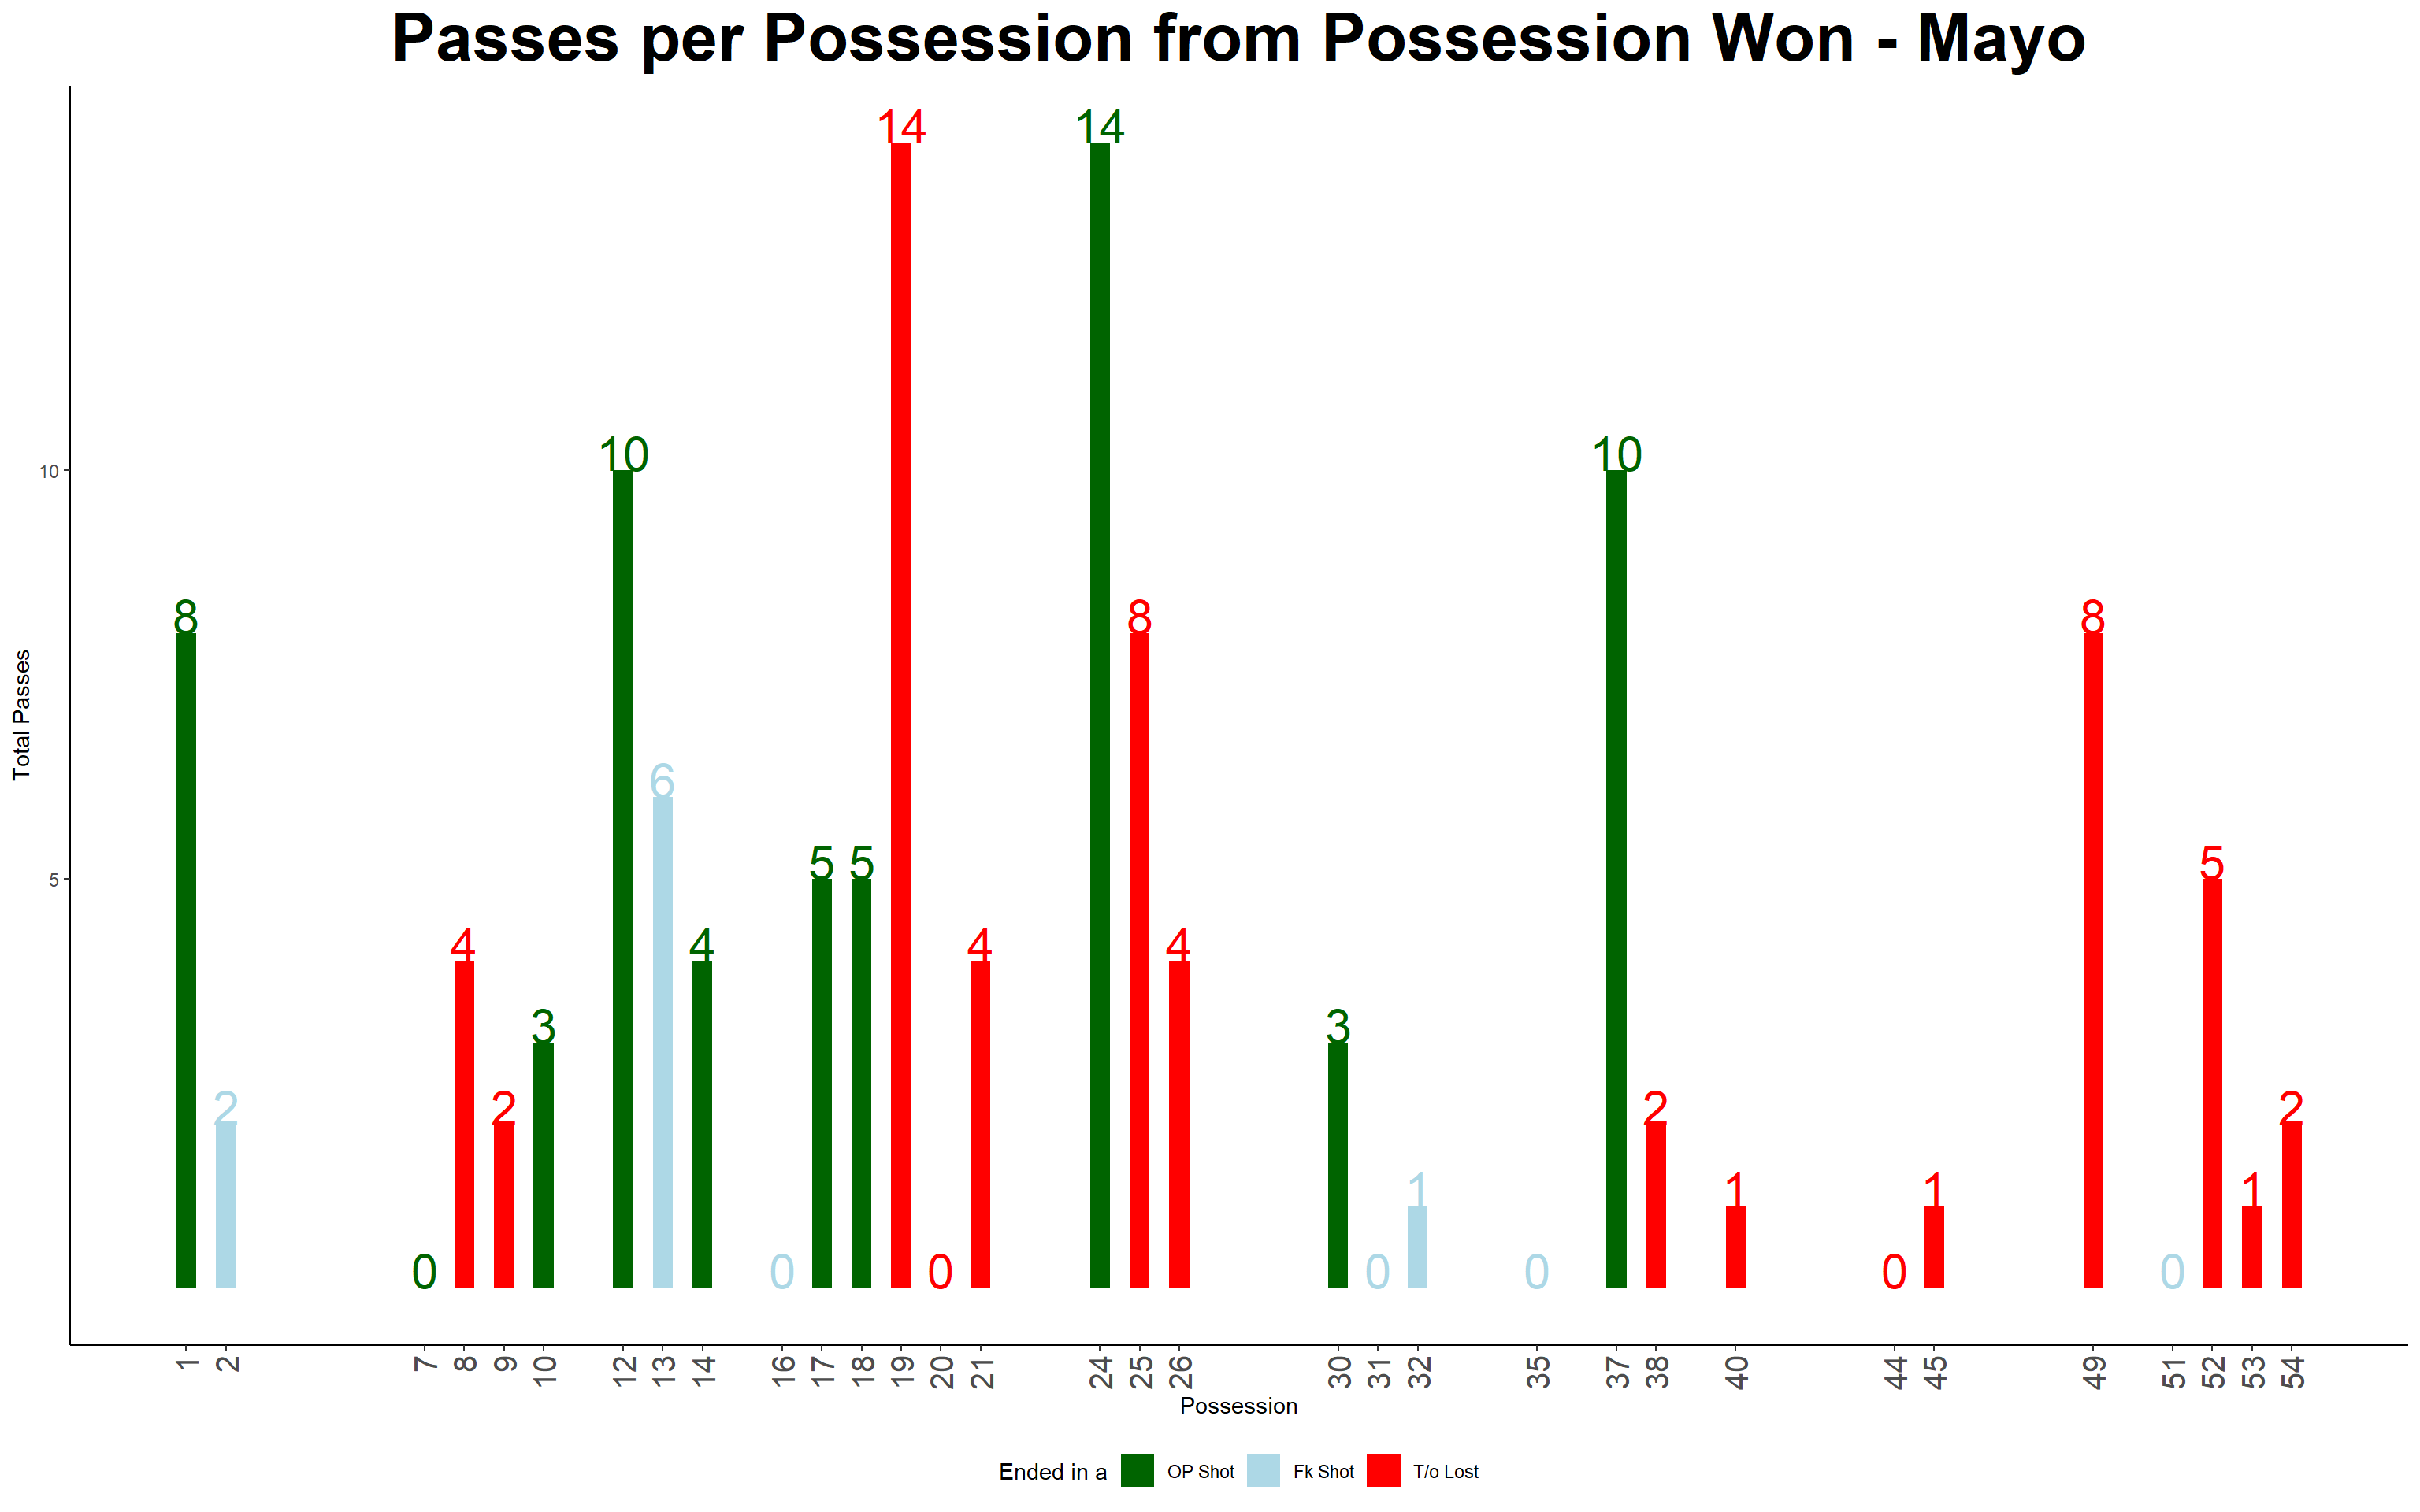 Passes per Possession from Possession Won - Mayo
14 14
10 10
10
8 8 8
Total Passes
6
5 5 5
5
4 4 4 4
3 3
2 2 2 2
1 1 1 1
0 0 0 0 0 0 0
1 2 7 8 9 10 12 13 14 16 17 18 19 20 21 24 25 26 30 31 32 35 37 38 40 44 45 49 51 52 53 54
Possession
Ended in a OP Shot Fk Shot T/o Lost